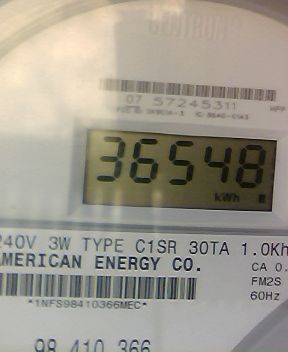 07 57245311
36548
kWh
240V 3W TYPE C1SR 30TA 1.0Kh
AMERICAN ENERGY CO.
CA 0.
FM2S
60Hz
*1NFS98410366MEC*
98 410 366